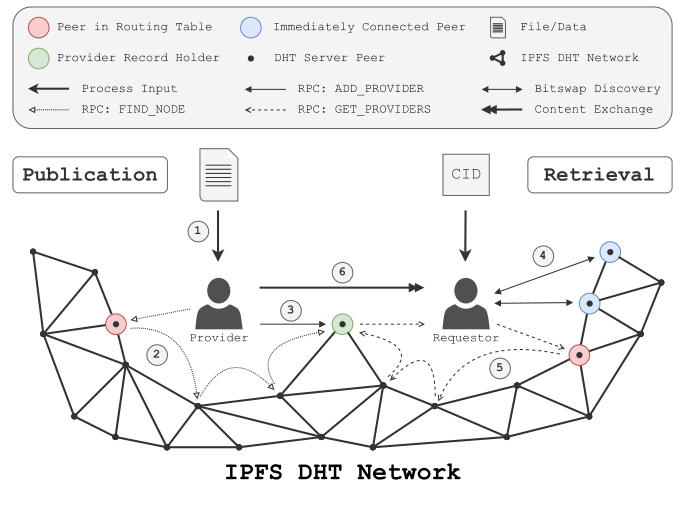 Peer in Routing Table
Immediately Connected Peer
File/Data
Provider Record Holder
DHT Server Peer
IPFS DHT Network
Process Input
RPC: ADD_PROVIDER
Bitswap Discovery
RPC: FIND_NODE
RPC: GET_PROVIDERS
Content Exchange
Publication
CID
Retrieval
1
4
6
3
Provider
Requestor
2
5
IPFS DHT Network